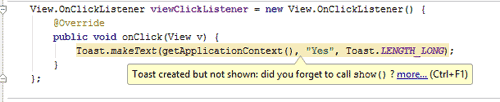 View.OnClickListener viewClickListener = new View.OnClickListener() {
@Override
public void onClick(View v) {
Toast.makeText(getApplicationContext(), "Yes", Toast.LENGTH_LONG);
}
};
Toast created but not shown: did you forget to call show() ? more... (Ctrl+F1)